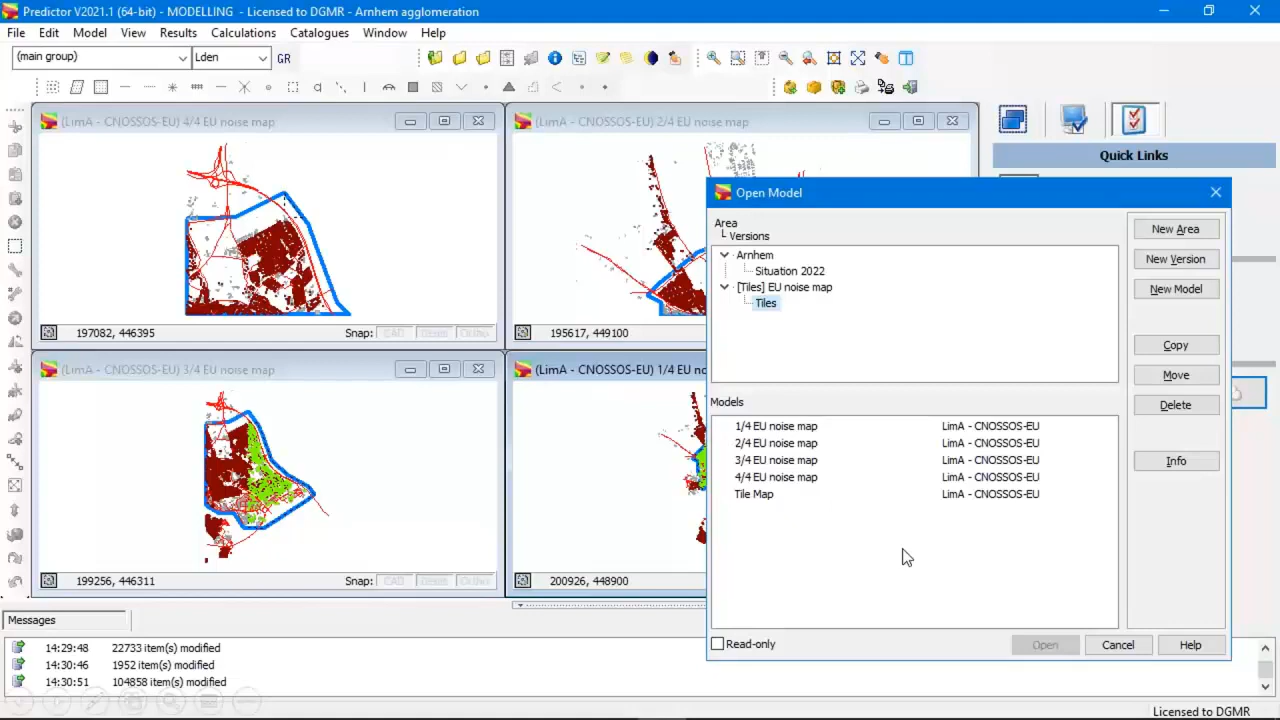 Predictor V2021.1 (64-bit) - MODELLING - Licensed to DGMR - Arnhem agglomeration
File Edit Model View Results Calculations Catalogues Window Help
(main group) Lden GR
(LimA - CNOSSOS-EU) 4/4 EU noise map
(LimA - CNOSSOS-EU) 2/4 EU noise map
Quick Links
197082, 446395 Snap: CAD Geom Ortho
195617, 449100
(LimA - CNOSSOS-EU) 3/4 EU noise map
(LimA - CNOSSOS-EU) 1/4 EU no
199256, 446311 Snap: CAD Geom Ortho
200926, 448900
Open Model
Area
Versions
Arnhem
Situation 2022
[Tiles] EU noise map
Tiles
Models
1/4 EU noise map LimA - CNOSSOS-EU
2/4 EU noise map LimA - CNOSSOS-EU
3/4 EU noise map LimA - CNOSSOS-EU
4/4 EU noise map LimA - CNOSSOS-EU
Tile Map LimA - CNOSSOS-EU
New Area
New Version
New Model
Copy
Move
Delete
Info
Read-only Open Cancel Help
Messages
14:29:48 22733 item(s) modified
14:30:46 1952 item(s) modified
14:30:51 104858 item(s) modified
Licensed to DGMR